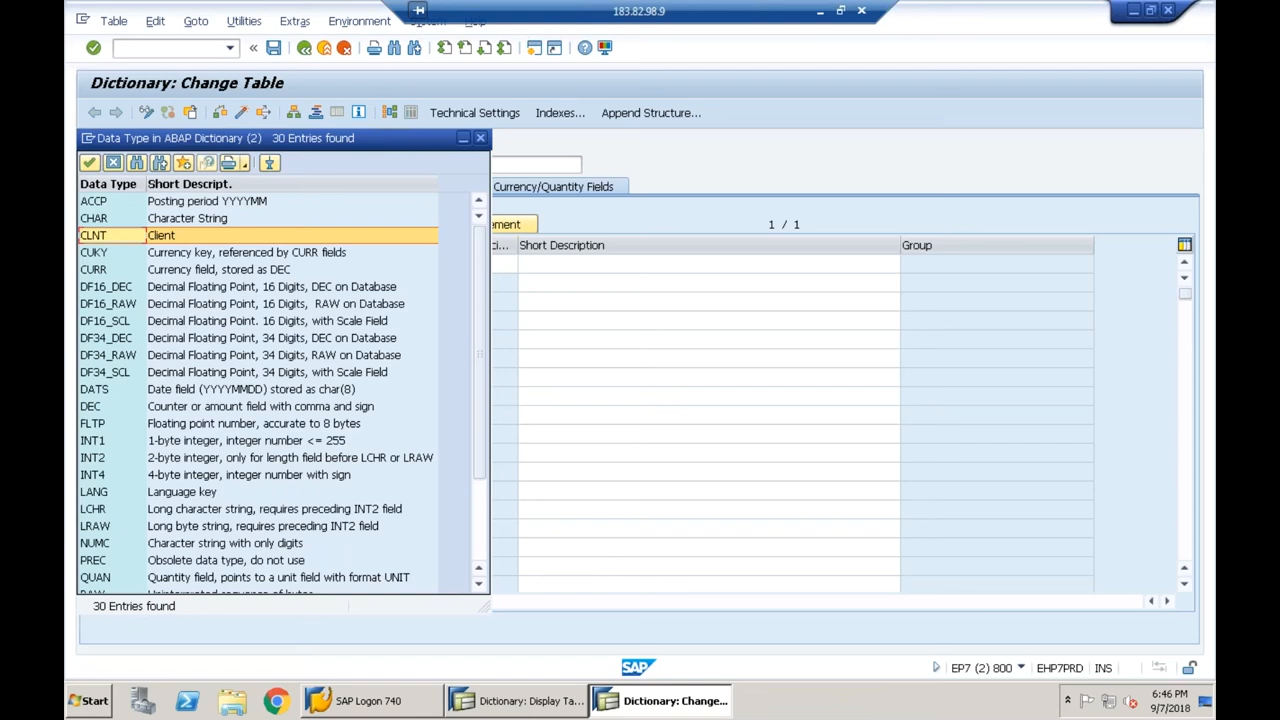 183.82.98.9
Table Edit Goto Utilities Extras Environment
Dictionary: Change Table
Technical Settings Indexes... Append Structure...
Data Type in ABAP Dictionary (2) 30 Entries found
Currency/Quantity Fields
1 / 1
Data Type Short Descript.
Short Description Group
ACCP Posting period YYYYMM
CHAR Character String
CLNT Client
CUKY Currency key, referenced by CURR fields
CURR Currency field, stored as DEC
DF16_DEC Decimal Floating Point, 16 Digits, DEC on Database
DF16_RAW Decimal Floating Point, 16 Digits, RAW on Database
DF16_SCL Decimal Floating Point. 16 Digits, with Scale Field
DF34_DEC Decimal Floating Point, 34 Digits, DEC on Database
DF34_RAW Decimal Floating Point, 34 Digits, RAW on Database
DF34_SCL Decimal Floating Point, 34 Digits, with Scale Field
DATS Date field (YYYYMMDD) stored as char(8)
DEC Counter or amount field with comma and sign
FLTP Floating point number, accurate to 8 bytes
INT1 1-byte integer, integer number <= 255
INT2 2-byte integer, only for length field before LCHR or LRAW
INT4 4-byte integer, integer number with sign
LANG Language key
LCHR Long character string, requires preceding INT2 field
LRAW Long byte string, requires preceding INT2 field
NUMC Character string with only digits
PREC Obsolete data type, do not use
QUAN Quantity field, points to a unit field with format UNIT
30 Entries found
SAP
EP7 (2) 800 EHP7PRD INS
Start SAP Logon 740 Dictionary: Display Ta... Dictionary: Change...
6:46 PM
9/7/2018